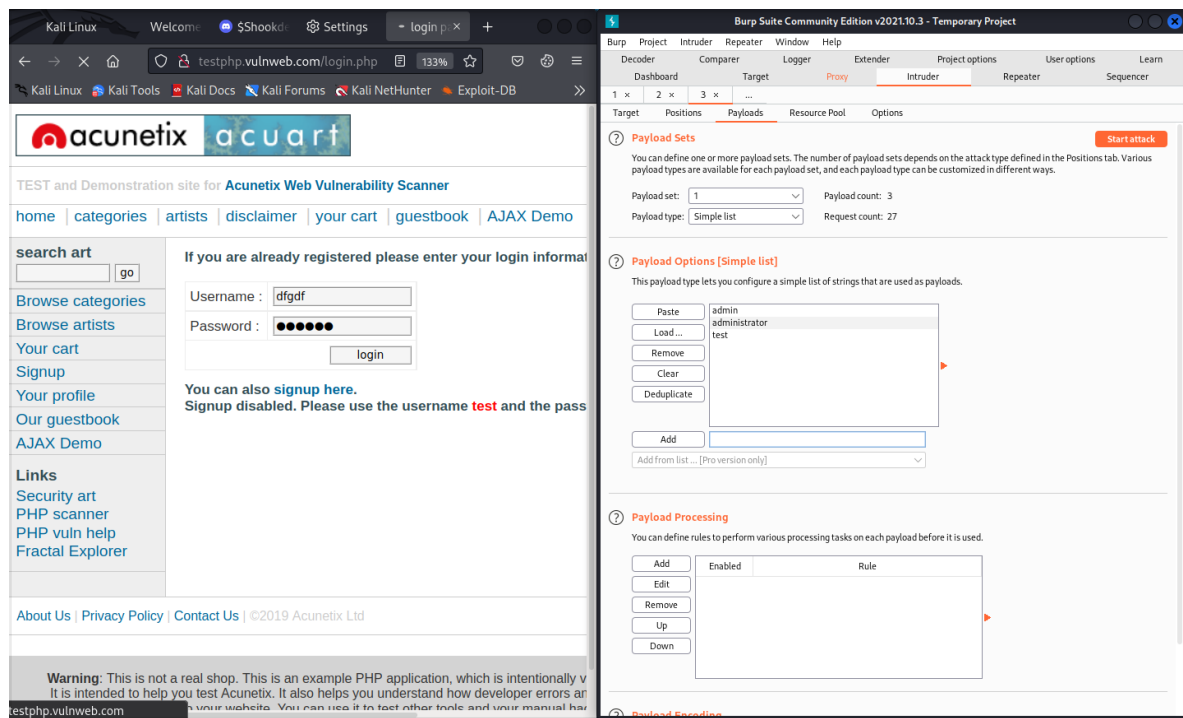 Kali Linux
Welcome
$Shookd
Settings
login p
testphp.vulnweb.com/login.php
133%
Kali Linux
Kali Tools
Kali Docs
Kali Forums
Kali NetHunter
Exploit-DB
acunetix acuart
TEST and Demonstration site for Acunetix Web Vulnerability Scanner
home | categories | artists | disclaimer | your cart | guestbook | AJAX Demo
search art
go
Browse categories
Browse artists
Your cart
Signup
Your profile
Our guestbook
AJAX Demo
Links
Security art
PHP scanner
PHP vuln help
Fractal Explorer
If you are already registered please enter your login informat
Username : dfgdf
Password : ●●●●●●
login
You can also signup here.
Signup disabled. Please use the username test and the pass
About Us | Privacy Policy | Contact Us | ©2019 Acunetix Ltd
Warning: This is not a real shop. This is an example PHP application, which is intentionally v
It is intended to help you test Acunetix. It also helps you understand how developer errors an
your website. You can use it to test other tools and your manual hac
testphp.vulnweb.com
Burp Suite Community Edition v2021.10.3 - Temporary Project
Burp Project Intruder Repeater Window Help
Decoder Comparer Logger Extender Project options User options Learn
Dashboard Target Proxy Intruder Repeater Sequencer
1 × 2 × 3 × ...
Target Positions Payloads Resource Pool Options
? Payload Sets
Start attack
You can define one or more payload sets. The number of payload sets depends on the attack type defined in the Positions tab. Various
payload types are available for each payload set, and each payload type can be customized in different ways.
Payload set: 1 Payload count: 3
Payload type: Simple list Request count: 27
? Payload Options [Simple list]
This payload type lets you configure a simple list of strings that are used as payloads.
Paste
Load ...
Remove
Clear
Deduplicate
admin
administrator
test
Add
Add from list ... [Pro version only]
? Payload Processing
You can define rules to perform various processing tasks on each payload before it is used.
Add
Edit
Remove
Up
Down
Enabled Rule
? Payload Encoding